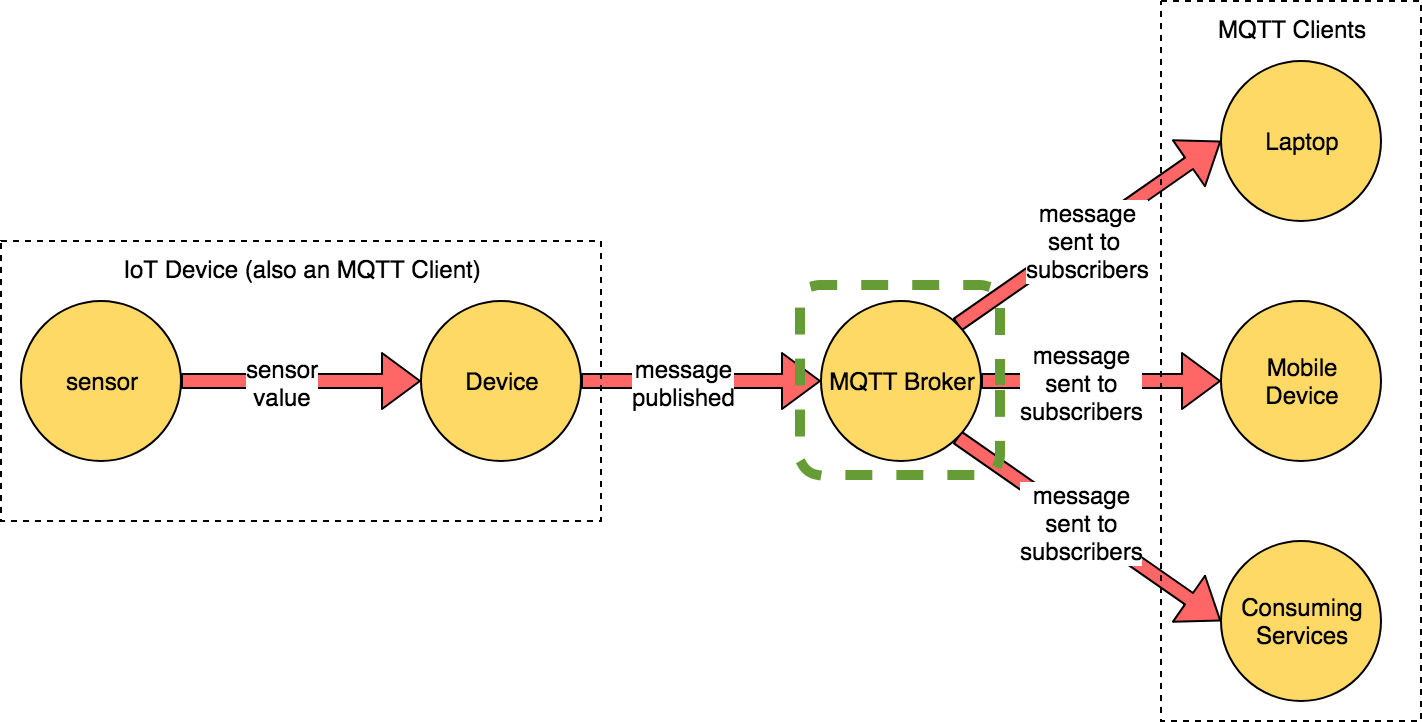 MQTT Clients
Laptop
message
sent to
subscribers
IoT Device (also an MQTT Client)
sensor
sensor
value
Device
message
published
MQTT Broker
message
sent to
subscribers
Mobile
Device
message
sent to
subscribers
Consuming
Services